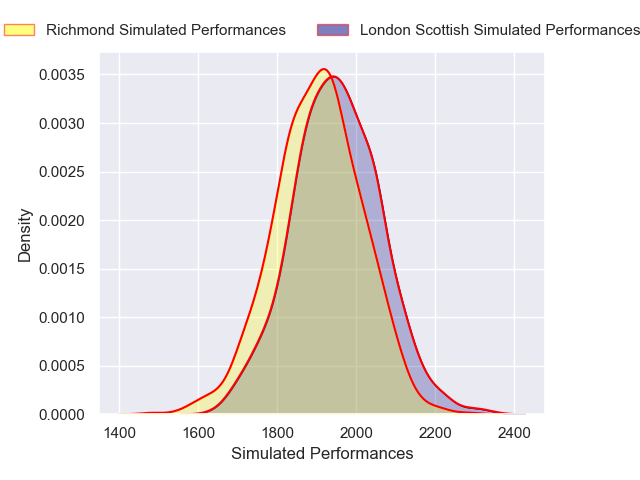 Richmond Simulated Performances London Scottish Simulated Performances
0.0035
0.0030
0.0025
0.0020
0.0015
0.0010
0.0005
0.0000
Density
1400 1600 1800 2000 2200 2400
Simulated Performances